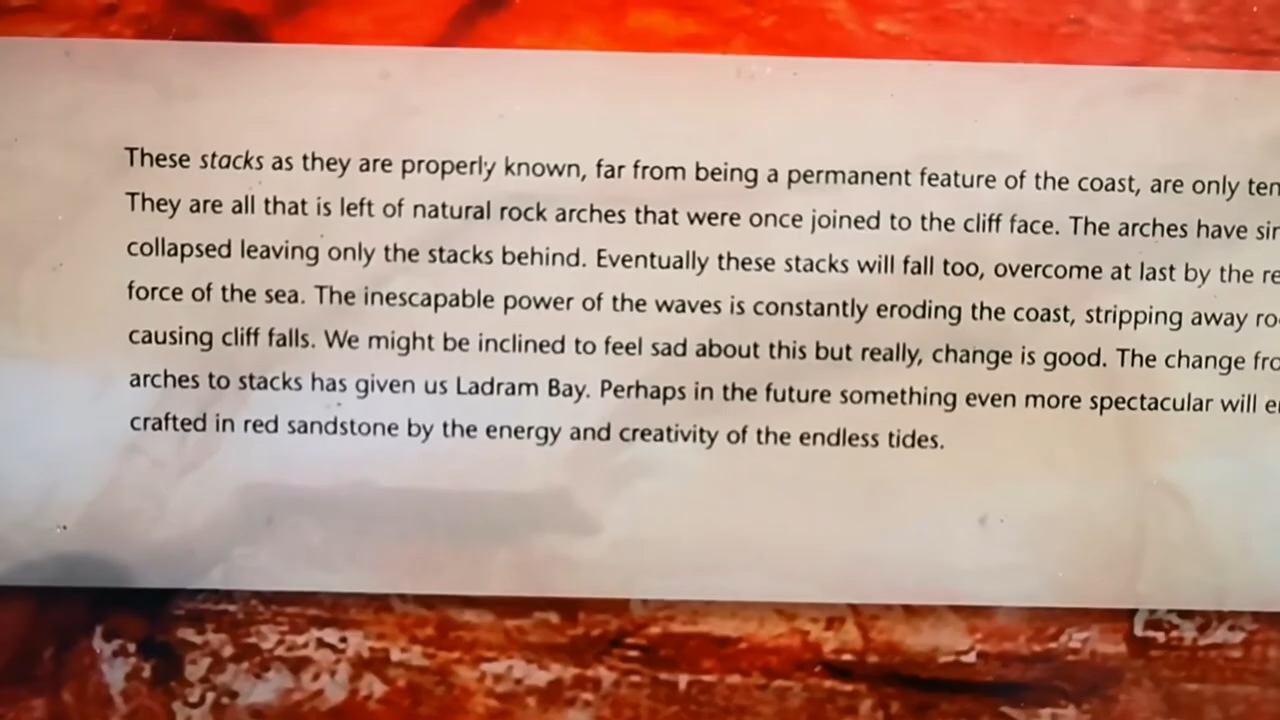 These stacks as they are properly known, far from being a permanent feature of the coast, are only
They are all that is left of natural rock arches that were once joined to the cliff face. The arches have
collapsed leaving only the stacks behind. Eventually these stacks will fall too, overcome at last by the
force of the sea. The inescapable power of the waves is constantly eroding the coast, stripping away
causing cliff falls. We might be inclined to feel sad about this but really, change is good. The change
arches to stacks has given us Ladram Bay. Perhaps in the future something even more spectacular will
crafted in red sandstone by the energy and creativity of the endless tides.